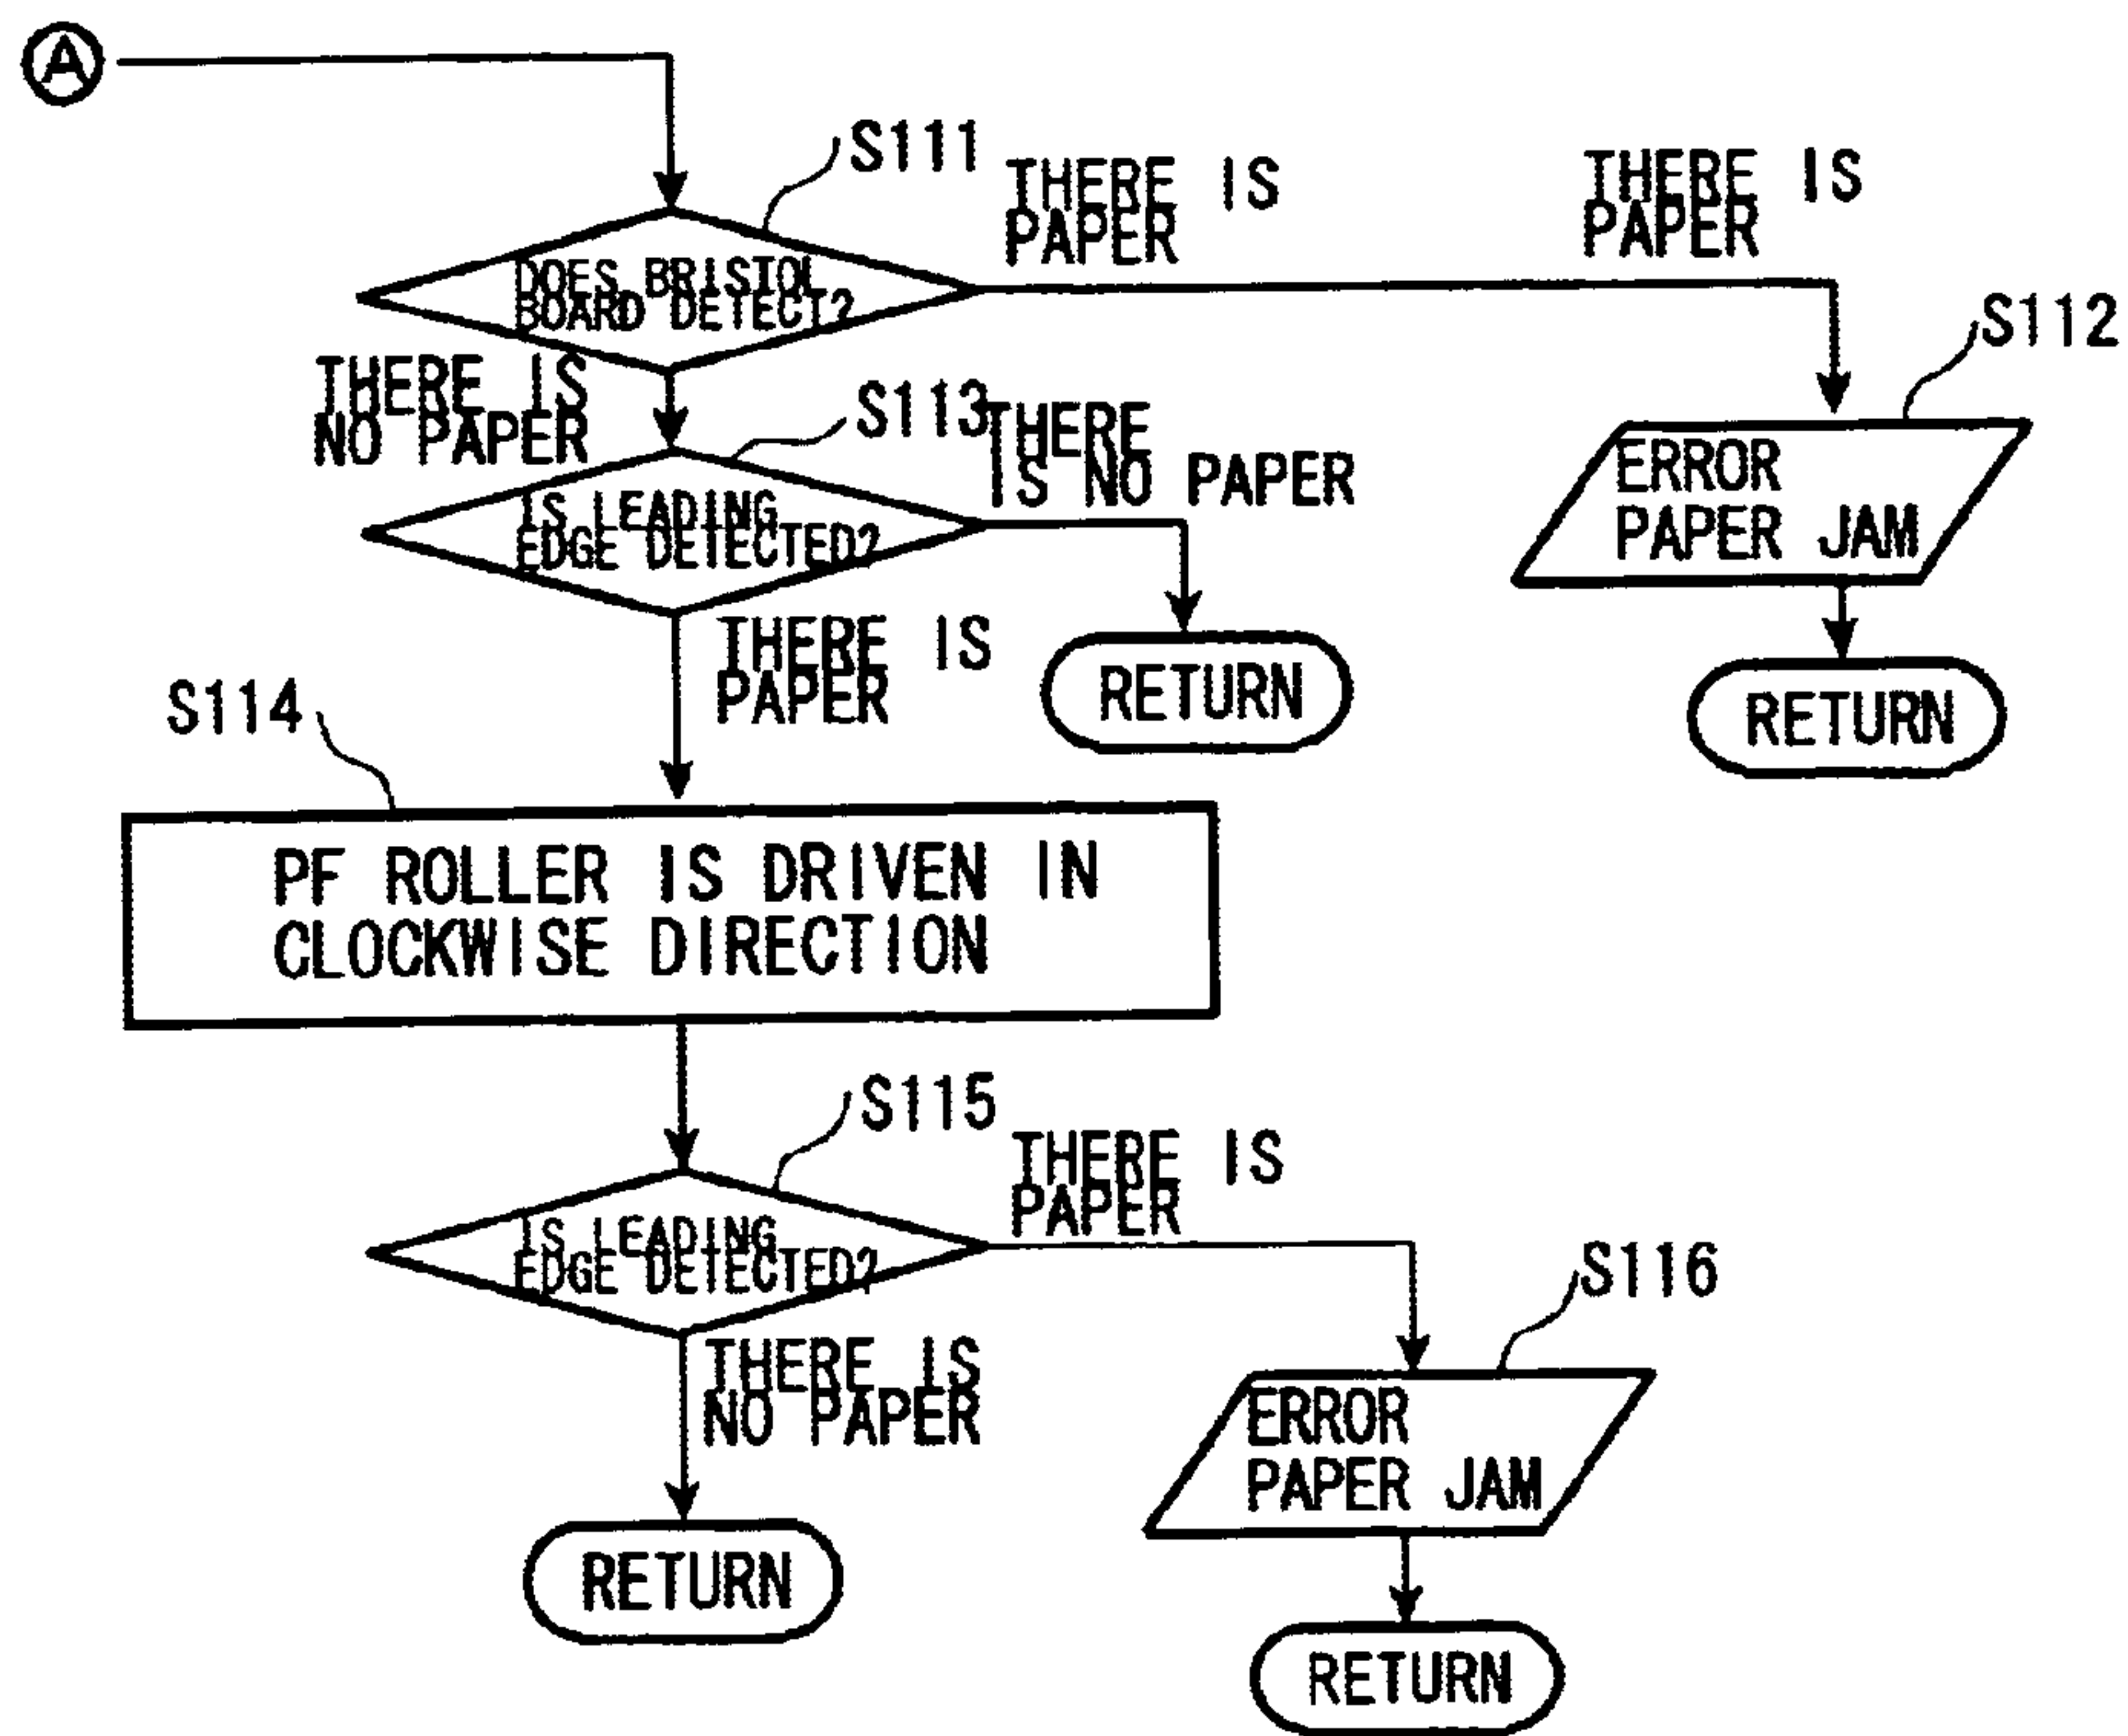 A
S111
THERE IS
PAPER
THERE IS
PAPER
DOES BRISTOL
BOARD DETECT?
S112
THERE IS
NO PAPER
S113
THERE
IS NO PAPER
ERROR
PAPER JAM
IS LEADING
EDGE DETECTED?
THERE IS
PAPER
RETURN
RETURN
S114
PF ROLLER IS DRIVEN IN
CLOCKWISE DIRECTION
S115
THERE IS
PAPER
IS LEADING
EDGE DETECTED?
S116
THERE IS
NO PAPER
ERROR
PAPER JAM
RETURN
RETURN